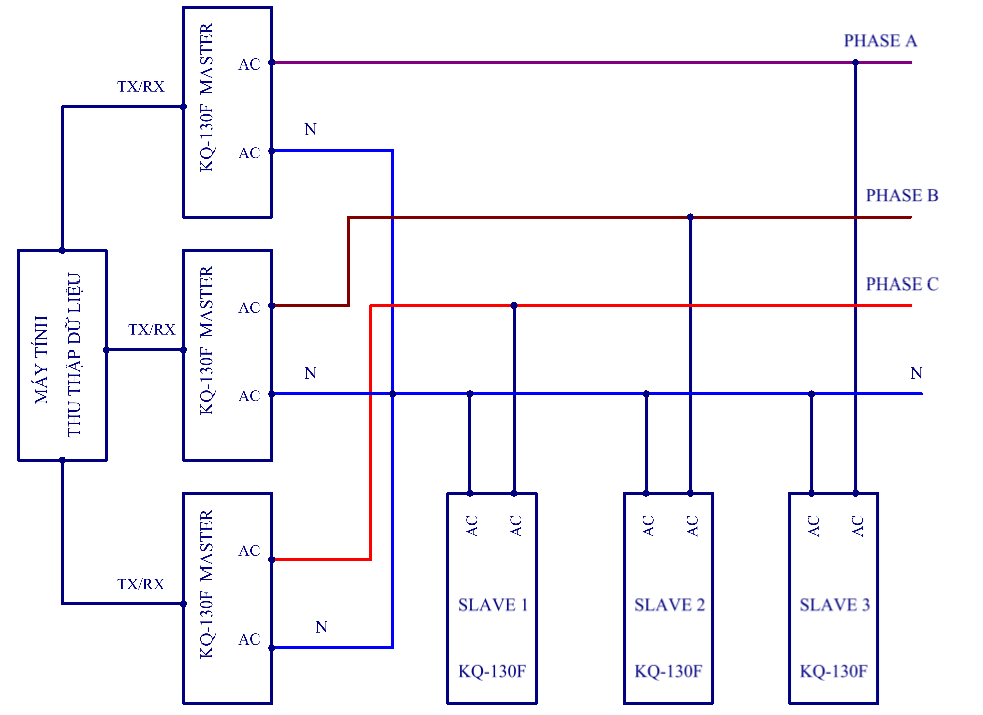 PHASE A
AC
TX/RX
KQ-130F MASTER
N
AC
PHASE B
PHASE C
AC
TX/RX
KQ-130F MASTER
MÁY TÍNH
THU THẬP DỮ LIỆU
N
N
AC
AC
TX/RX
KQ-130F MASTER
N
AC
AC
AC
AC
AC
AC
AC
SLAVE 1
SLAVE 2
SLAVE 3
KQ-130F
KQ-130F
KQ-130F